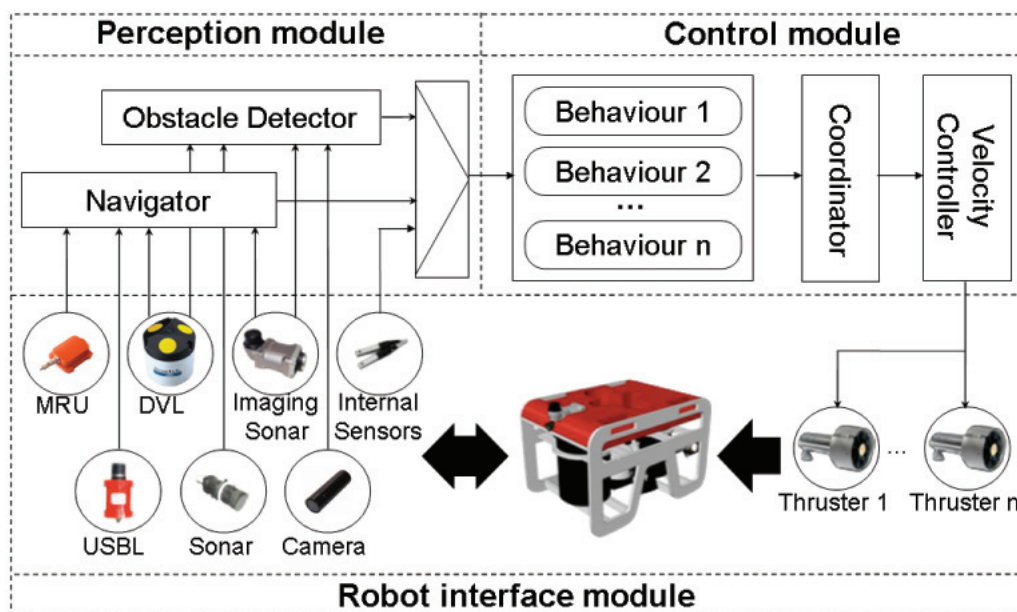 Perception module
Control module
Obstacle Detector
Navigator
Behaviour 1
Behaviour 2
...
Behaviour n
Coordinator
Velocity
Controller
MRU
DVL
Imaging
Sonar
Internal
Sensors
USBL
Sonar
Camera
...
Thruster 1
Thruster n
Robot interface module